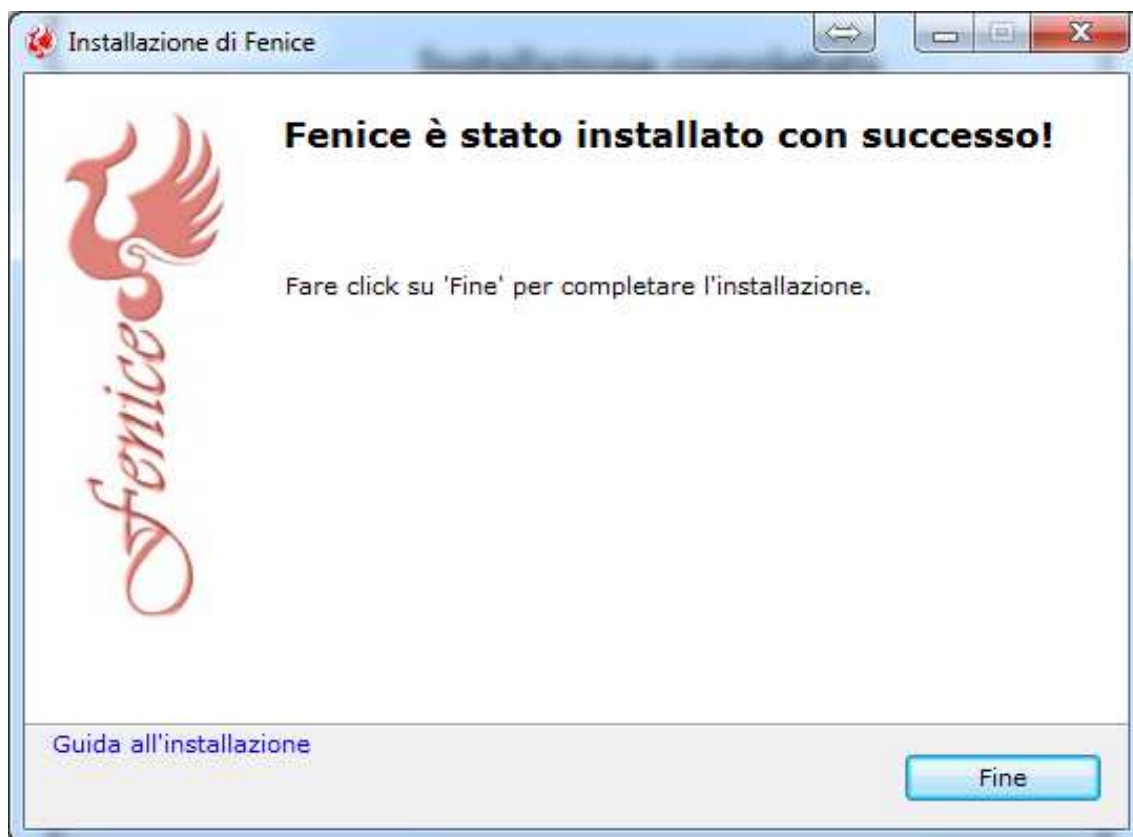 Installazione di Fenice
Fenice è stato installato con successo!
Fare click su 'Fine' per completare l'installazione.
fenice
Guida all'installazione
Fine